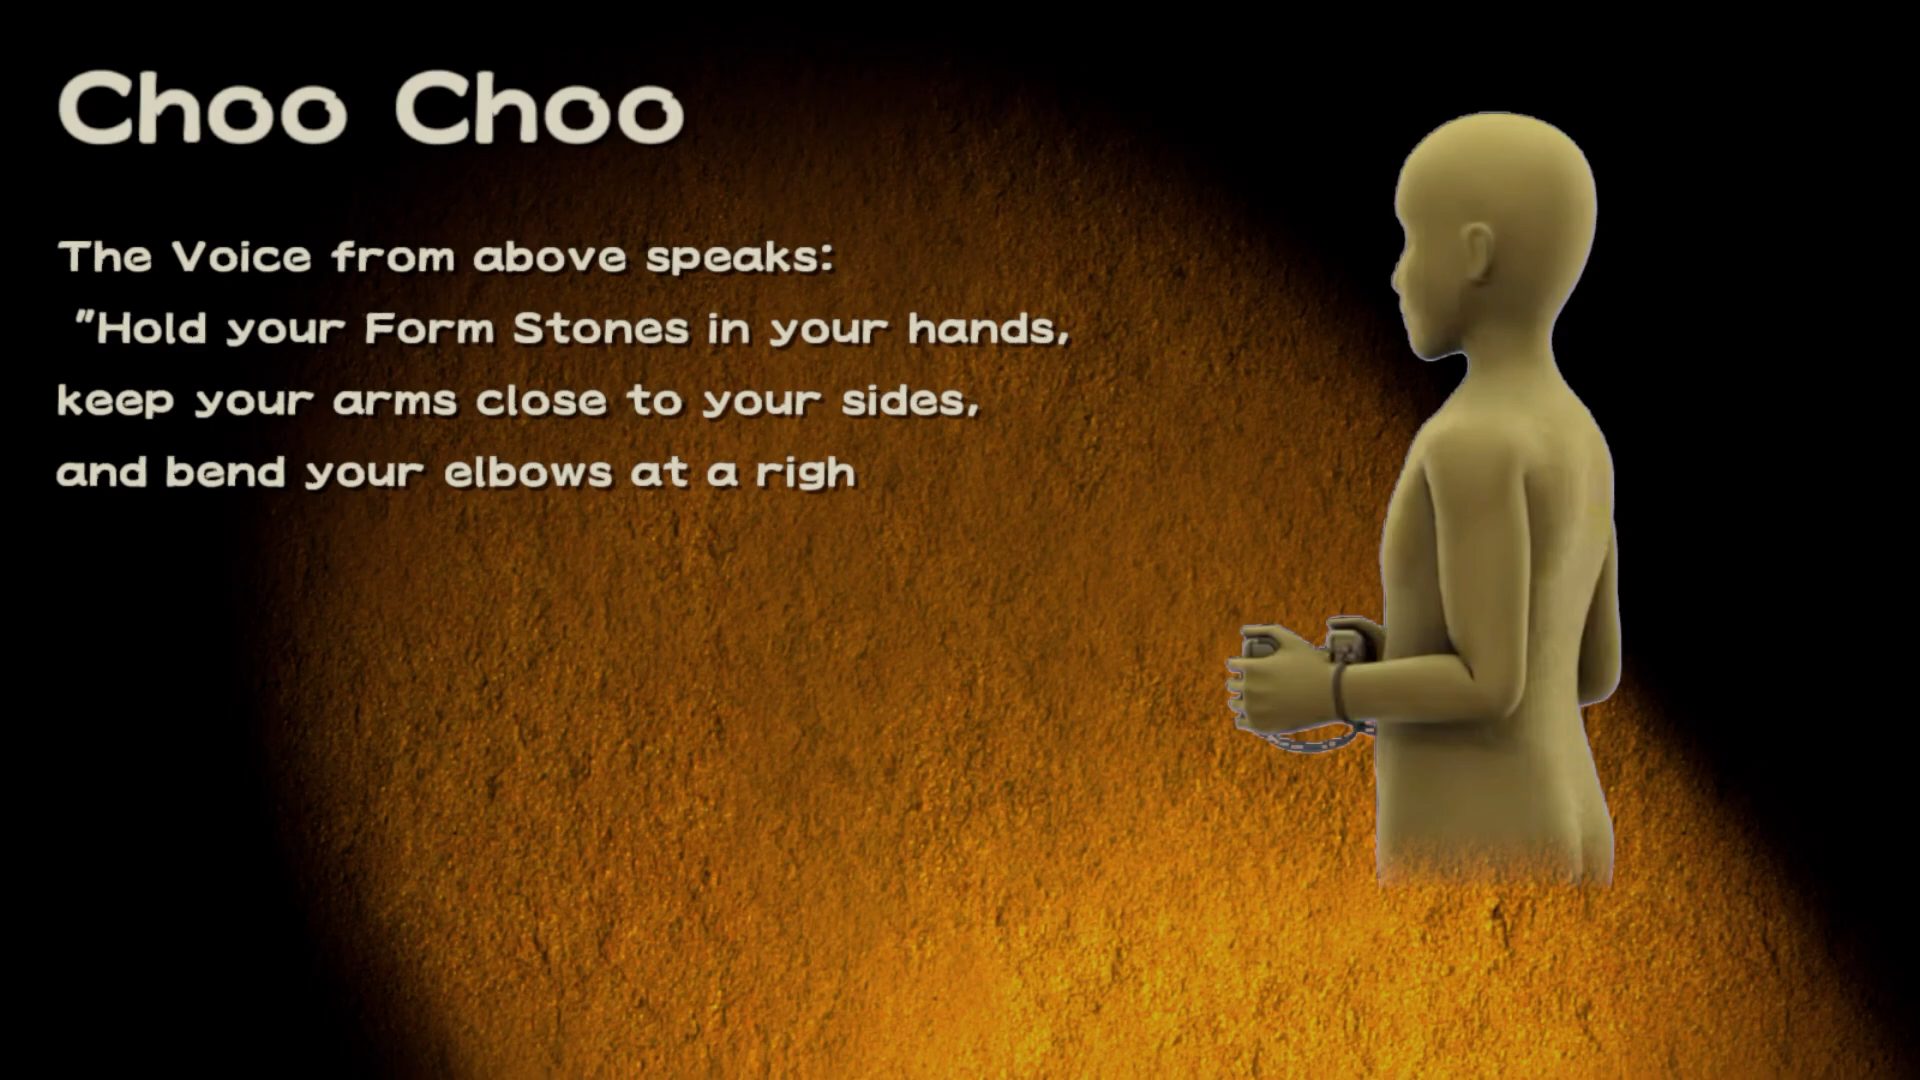 Choo Choo
The Voice from above speaks:
"Hold your Form Stones in your hands,
keep your arms close to your sides,
and bend your elbows at a righ